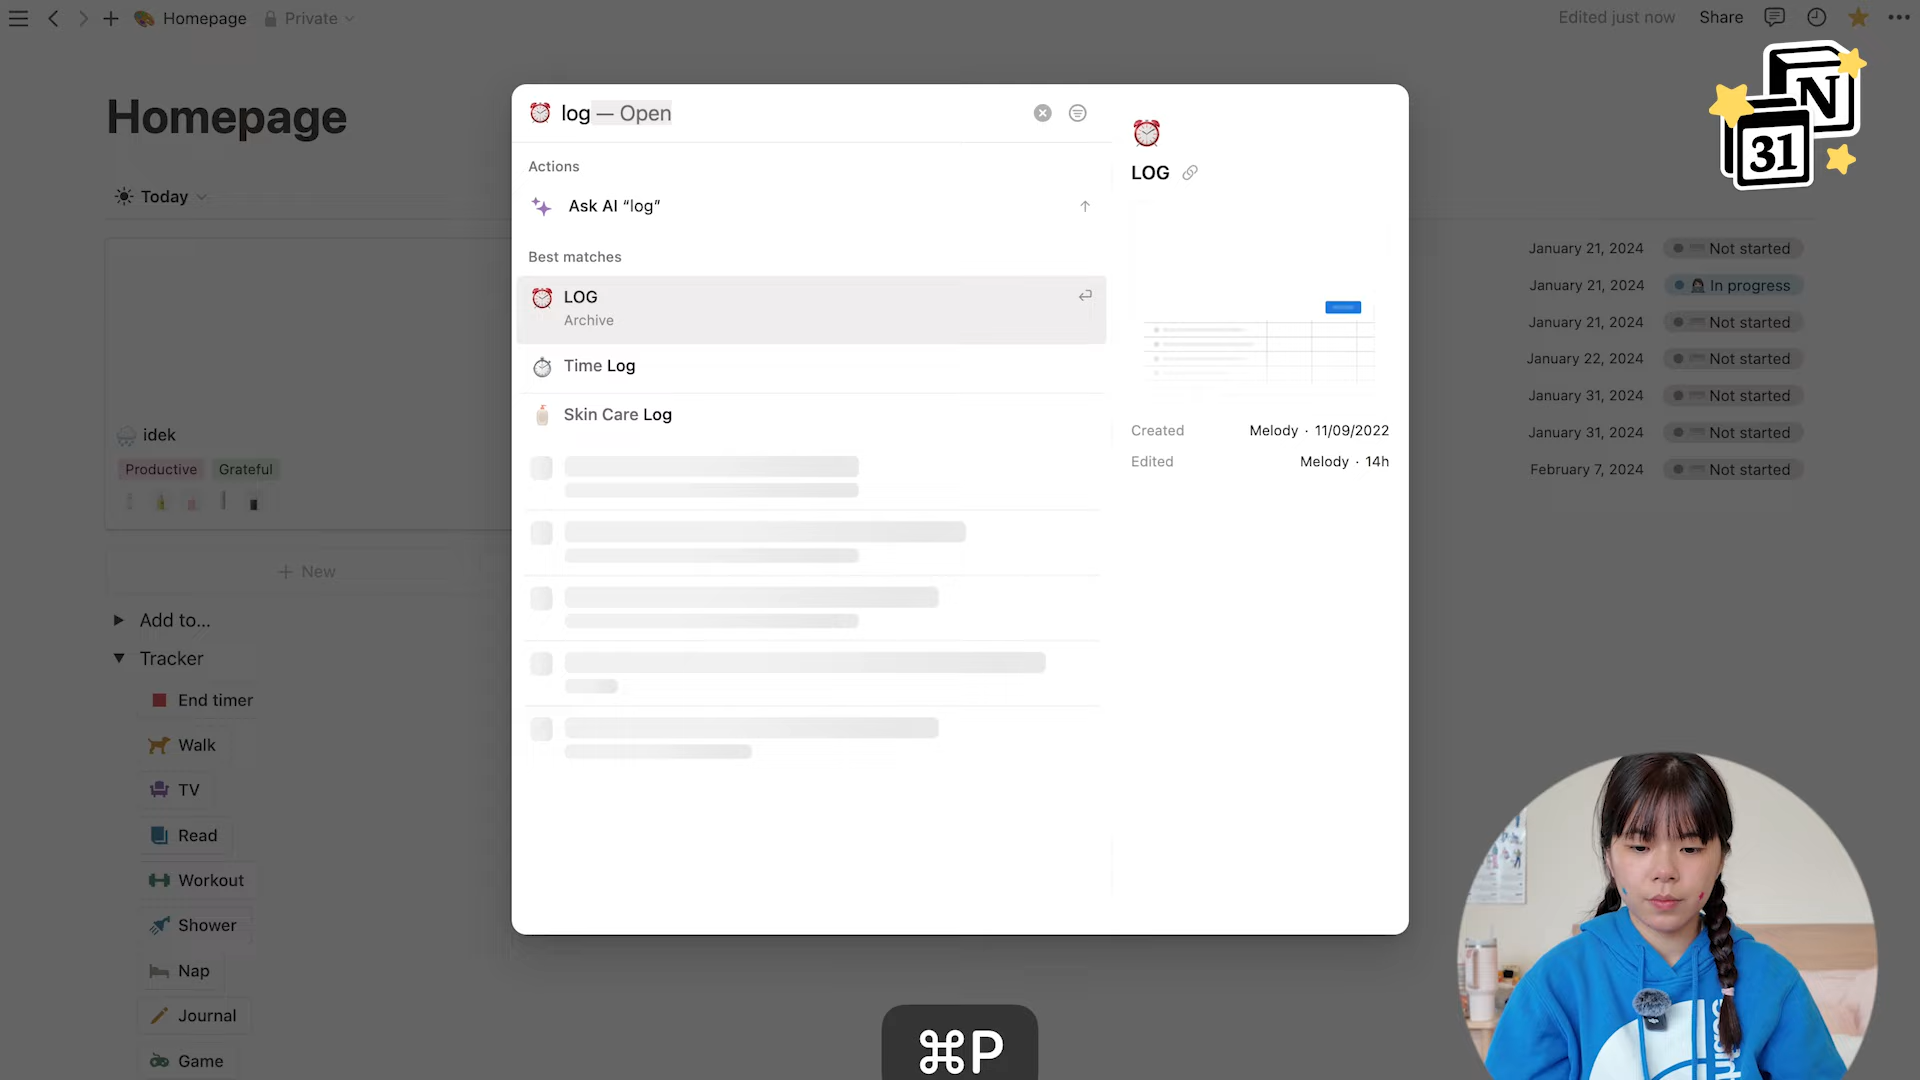 Homepage Private
Edited just now Share
N
31
Homepage
Today
log — Open
Actions
Ask AI “log”
Best matches
LOG
Archive
Time Log
Skin Care Log
LOG
Created Melody · 11/09/2022
Edited Melody · 14h
January 21, 2024 Not started
January 21, 2024 In progress
January 21, 2024 Not started
January 22, 2024 Not started
January 31, 2024 Not started
January 31, 2024 Not started
February 7, 2024 Not started
idek
Productive Grateful
+ New
Add to...
Tracker
End timer
Walk
TV
Read
Workout
Shower
Nap
Journal
Game
⌘P